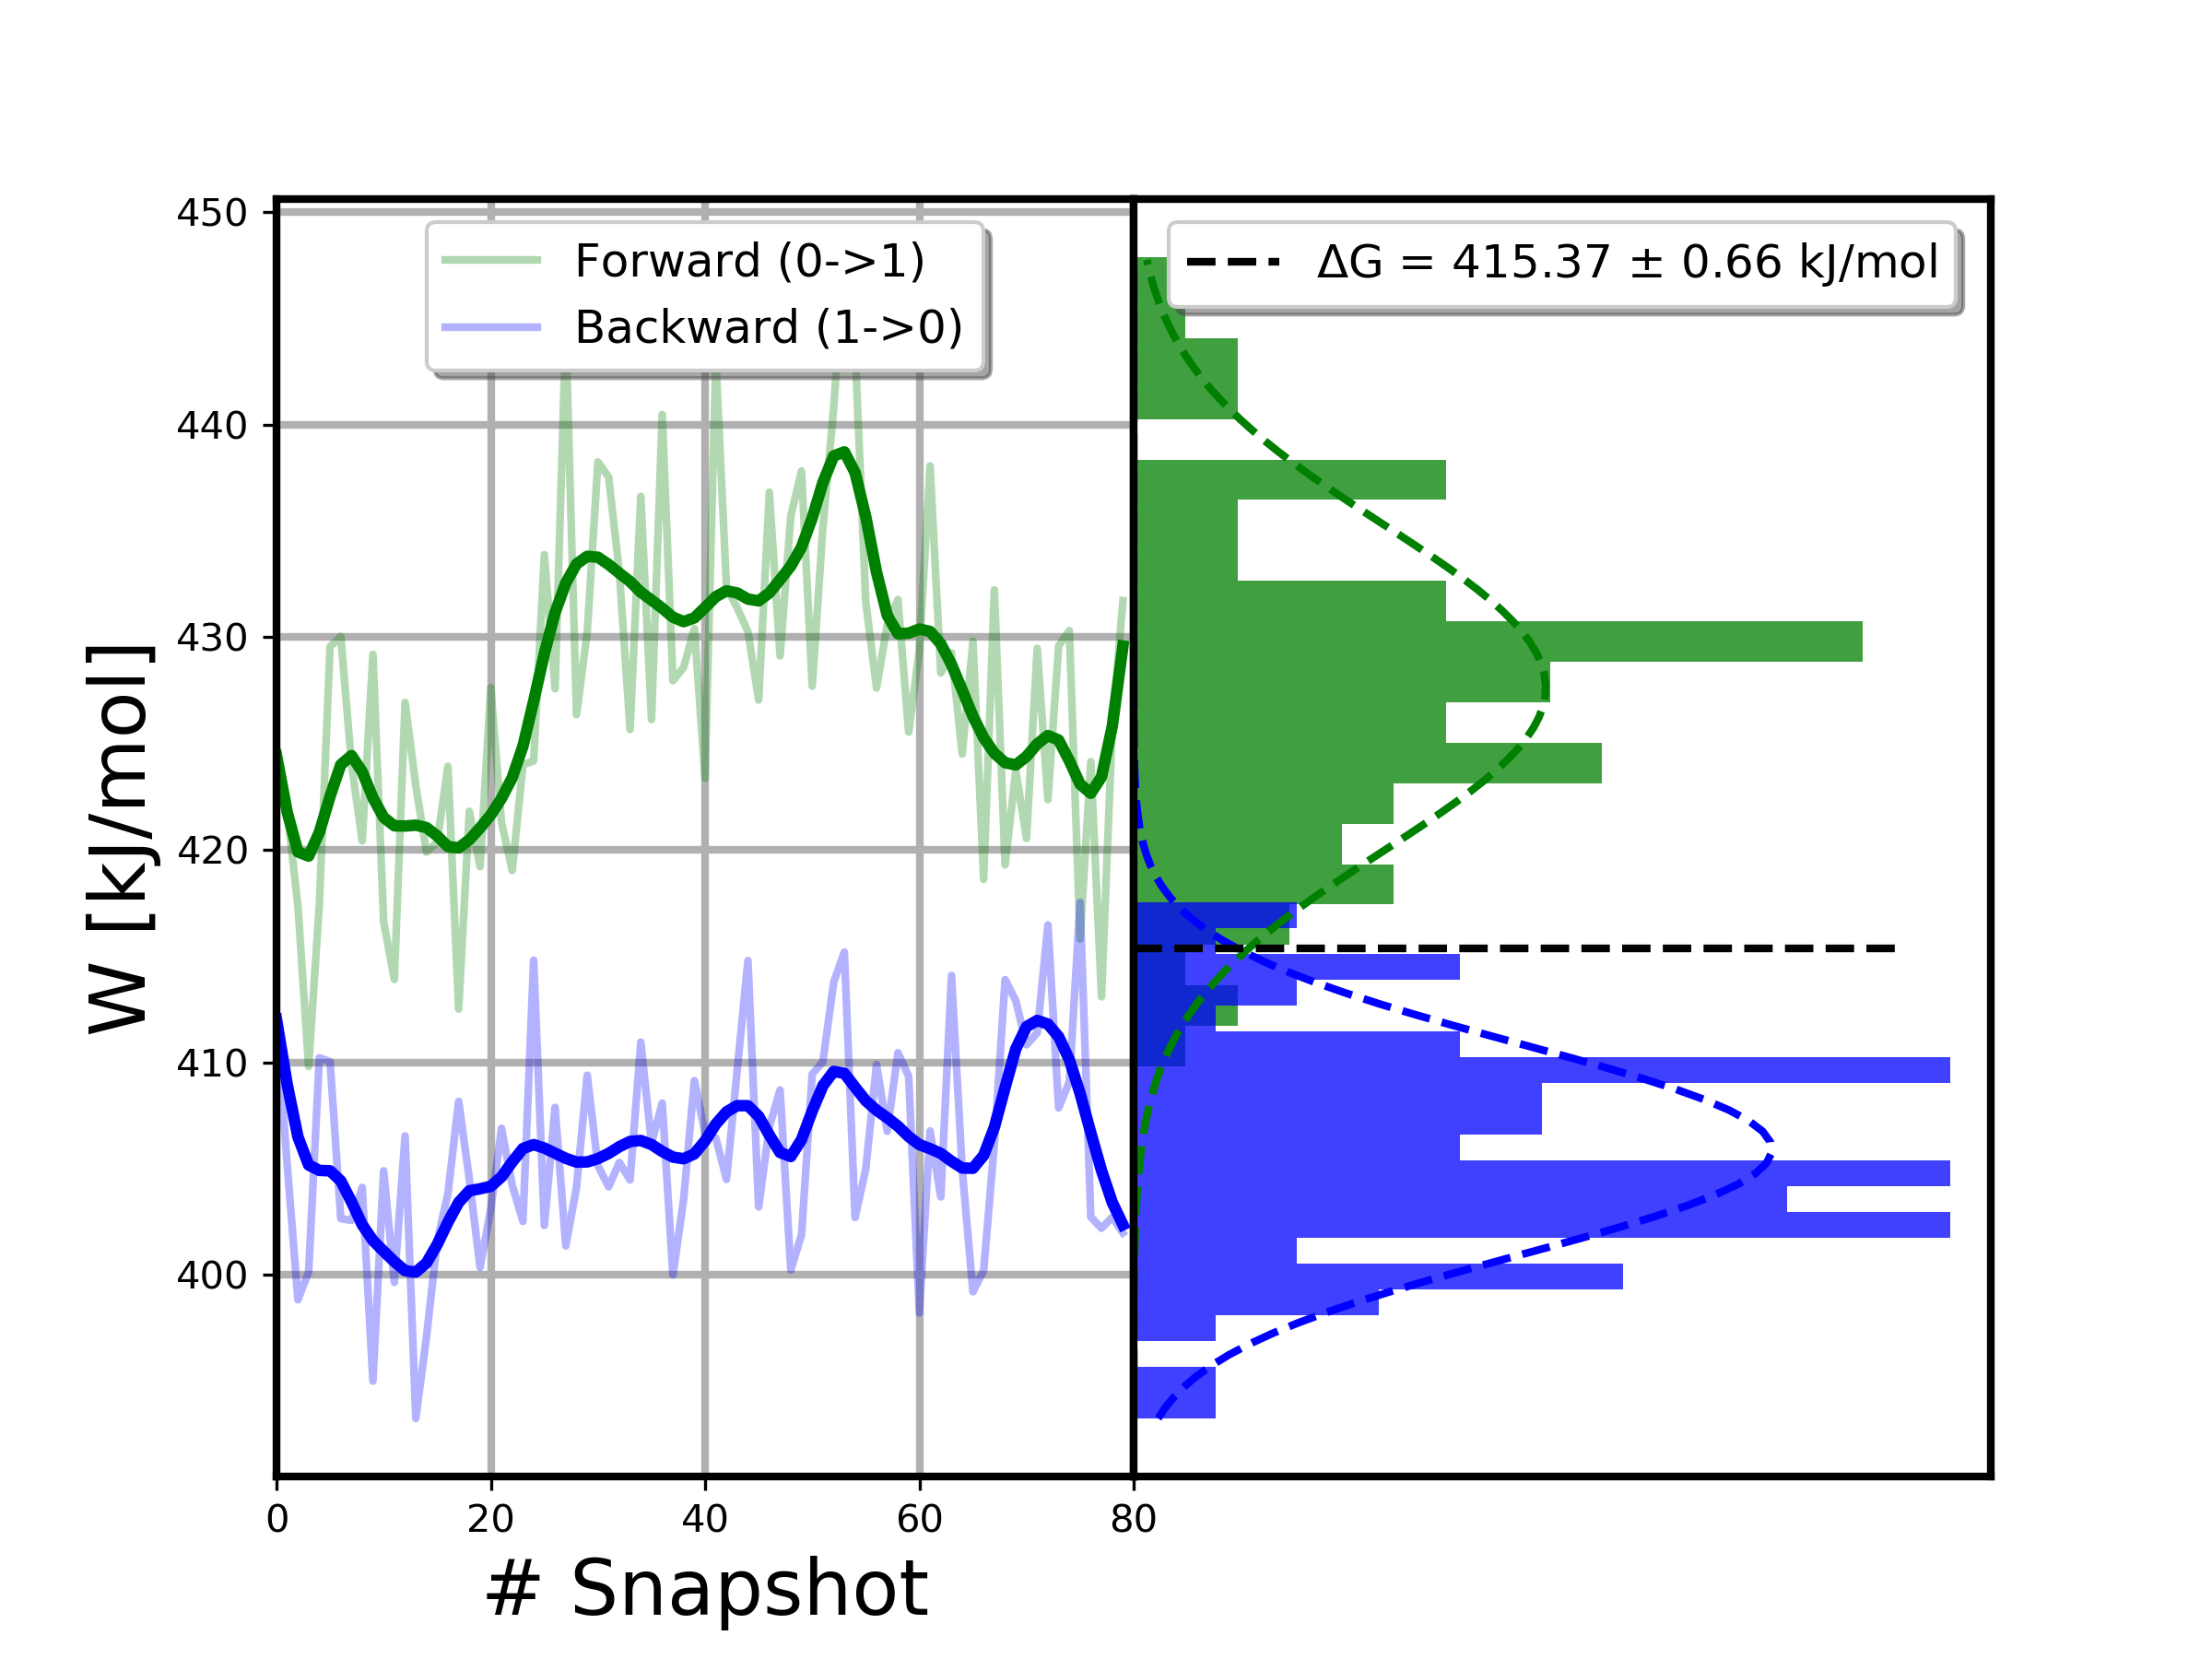 Forward (0->1)
Backward (1->0)
ΔG = 415.37 ± 0.66 kJ/mol
W [kJ/mol]
450
440
430
420
410
400
0 20 40 60 80
# Snapshot